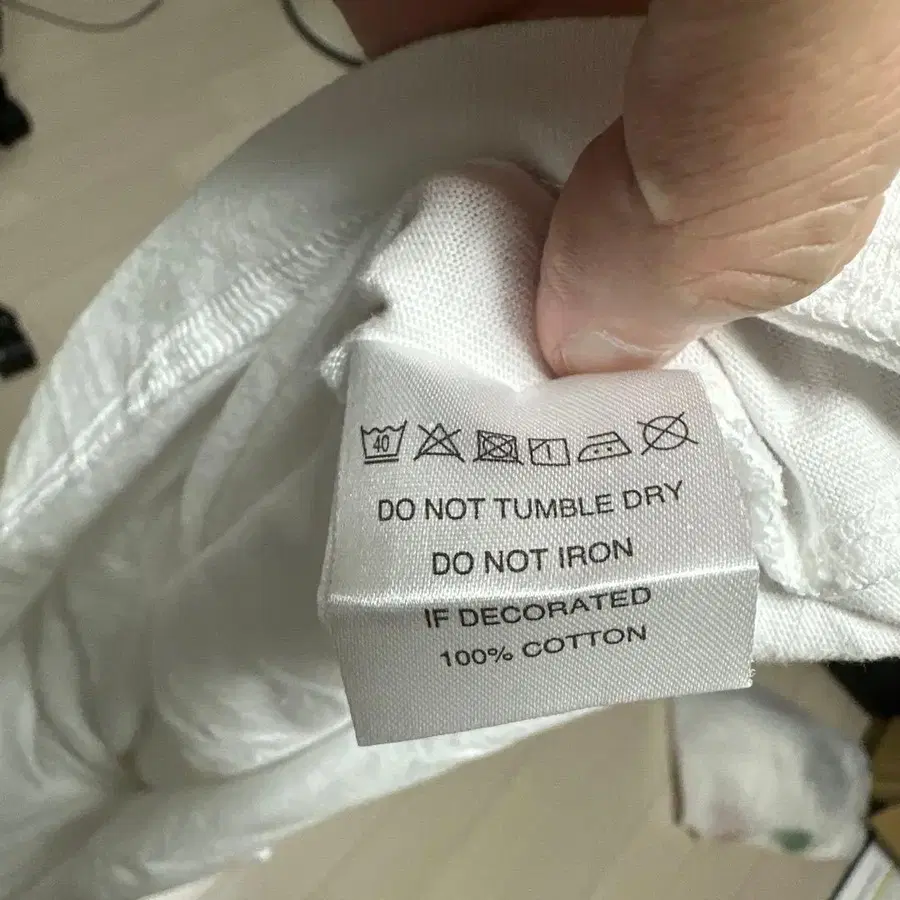 40
DO NOT TUMBLE DRY
DO NOT IRON
IF DECORATED
100% COTTON